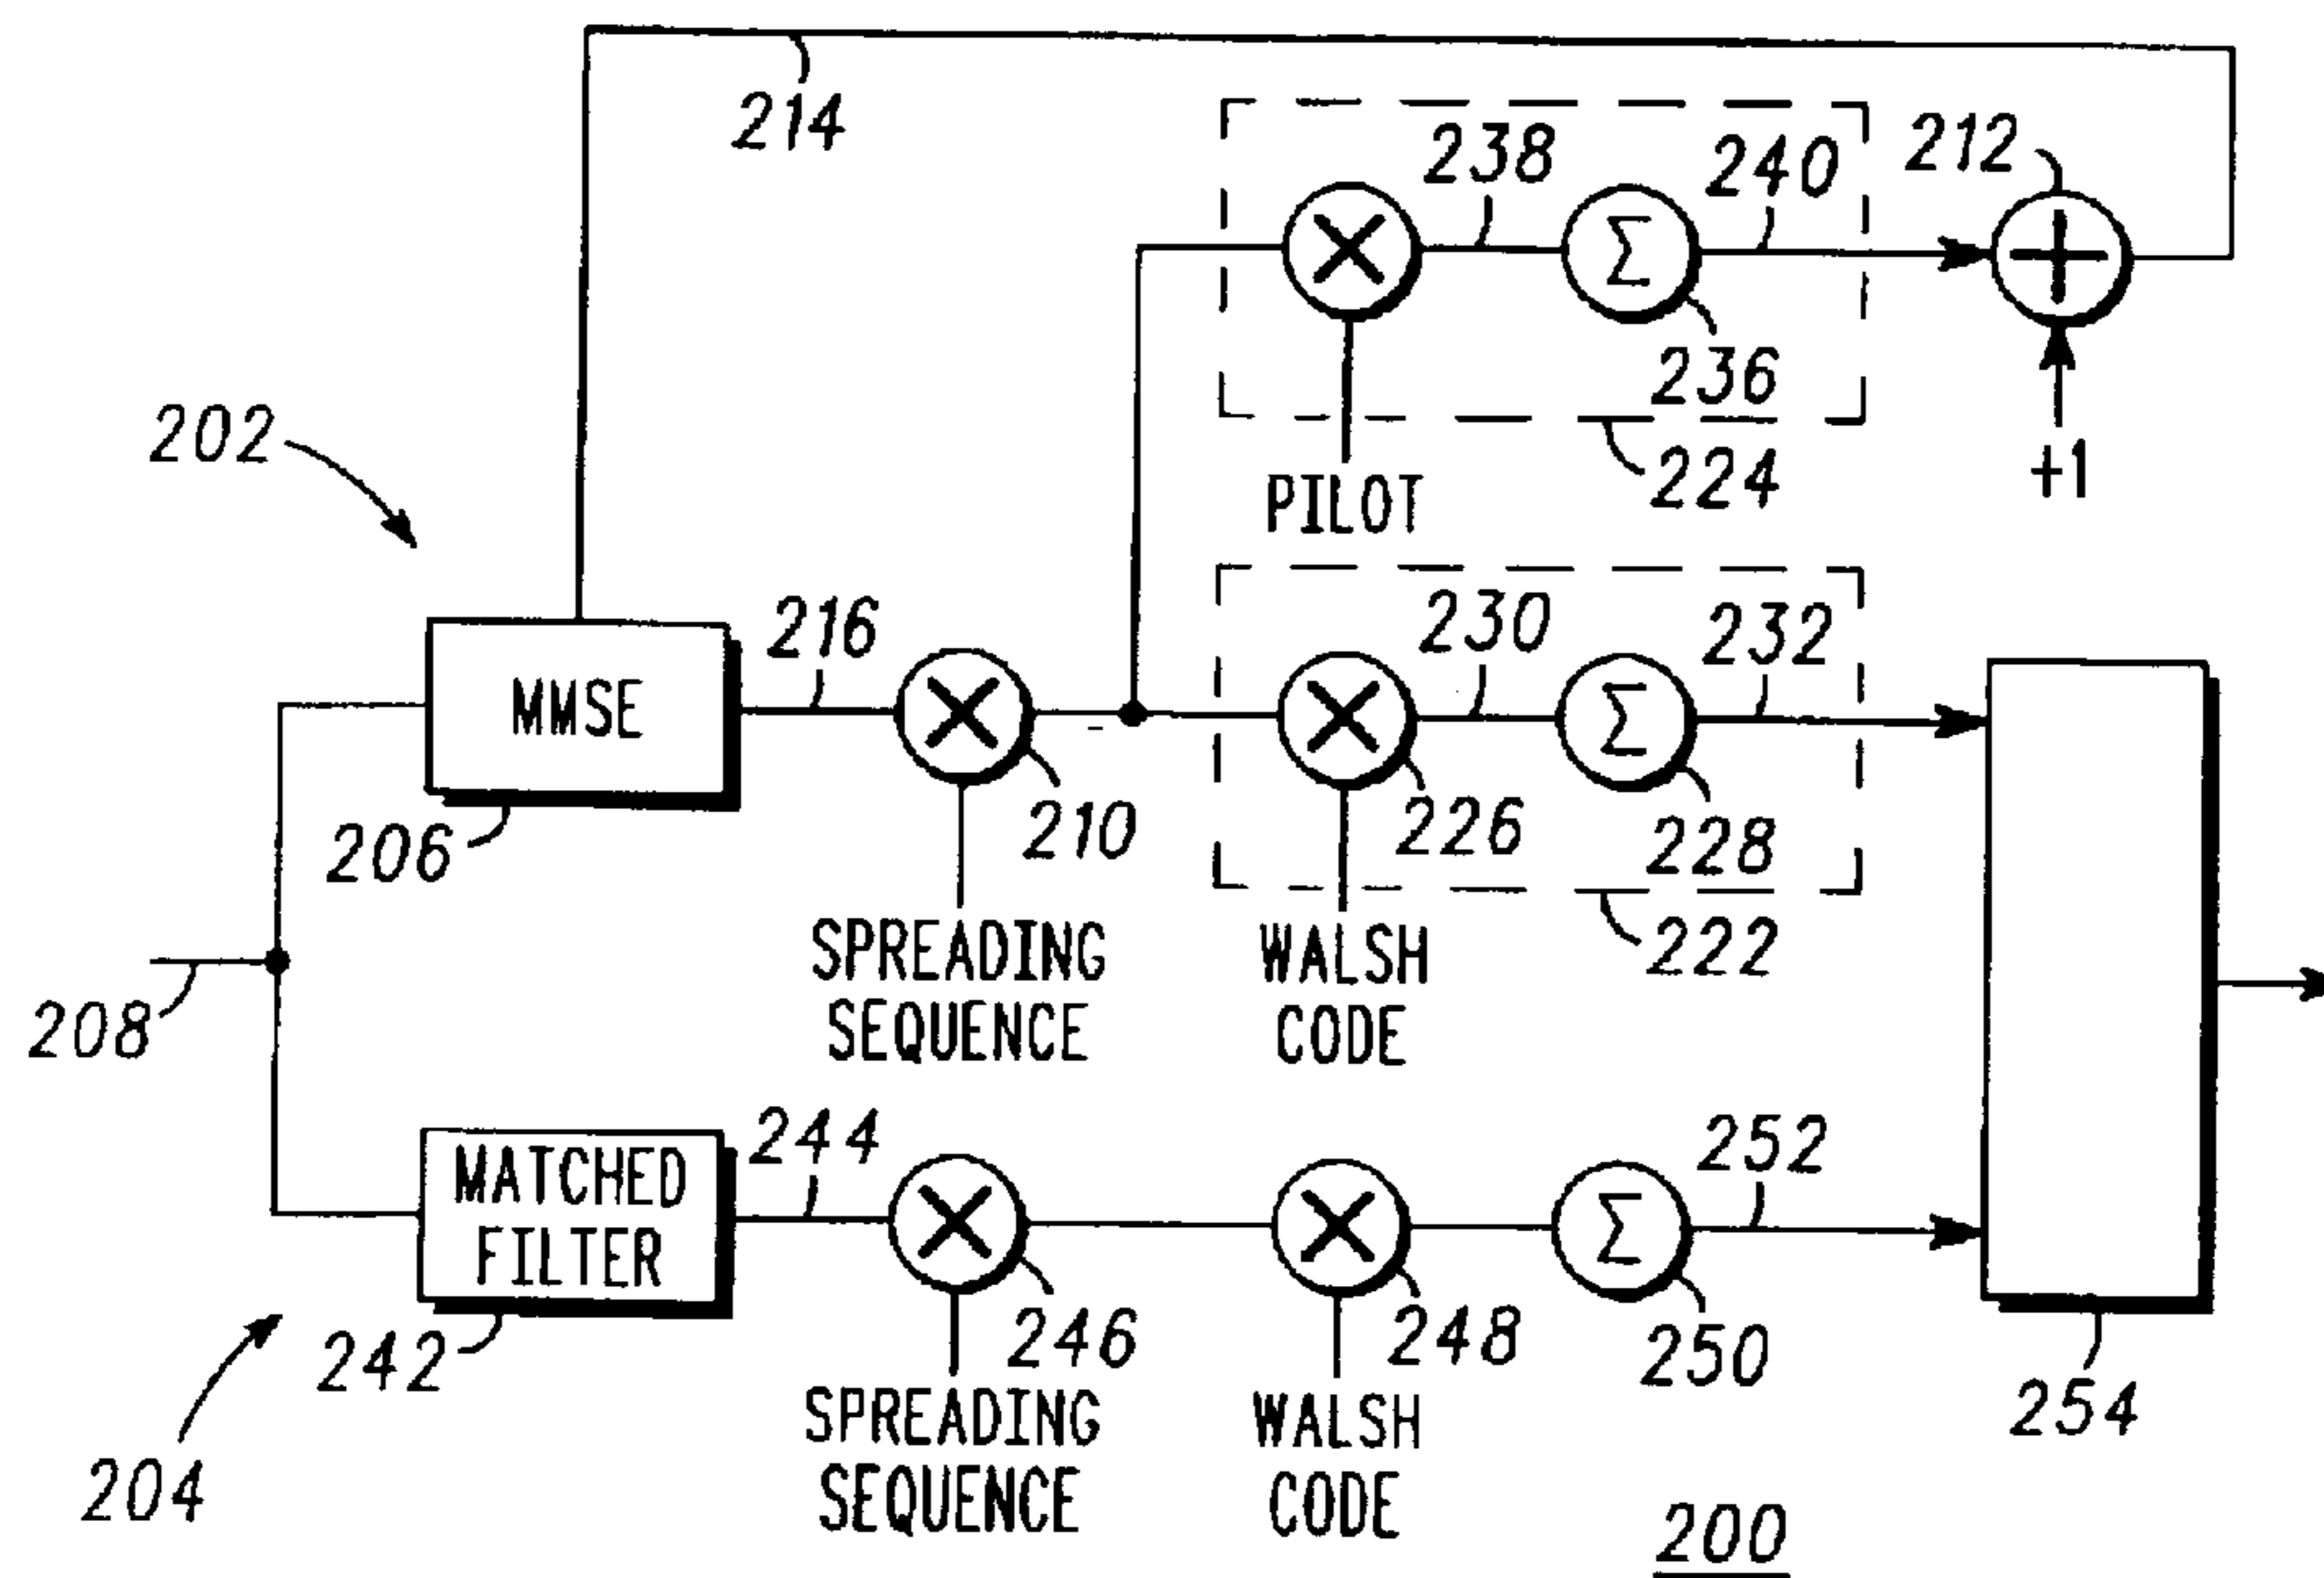 214
238
240
212
236
202
224
+1
PILOT
216
230
232
MMSE
206
210
226
228
222
SPREADING
SEQUENCE
WALSH
CODE
208
244
252
MATCHED
FILTER
242
246
248
250
254
SPREADING
SEQUENCE
WALSH
CODE
204
200
Σ
Σ
Σ